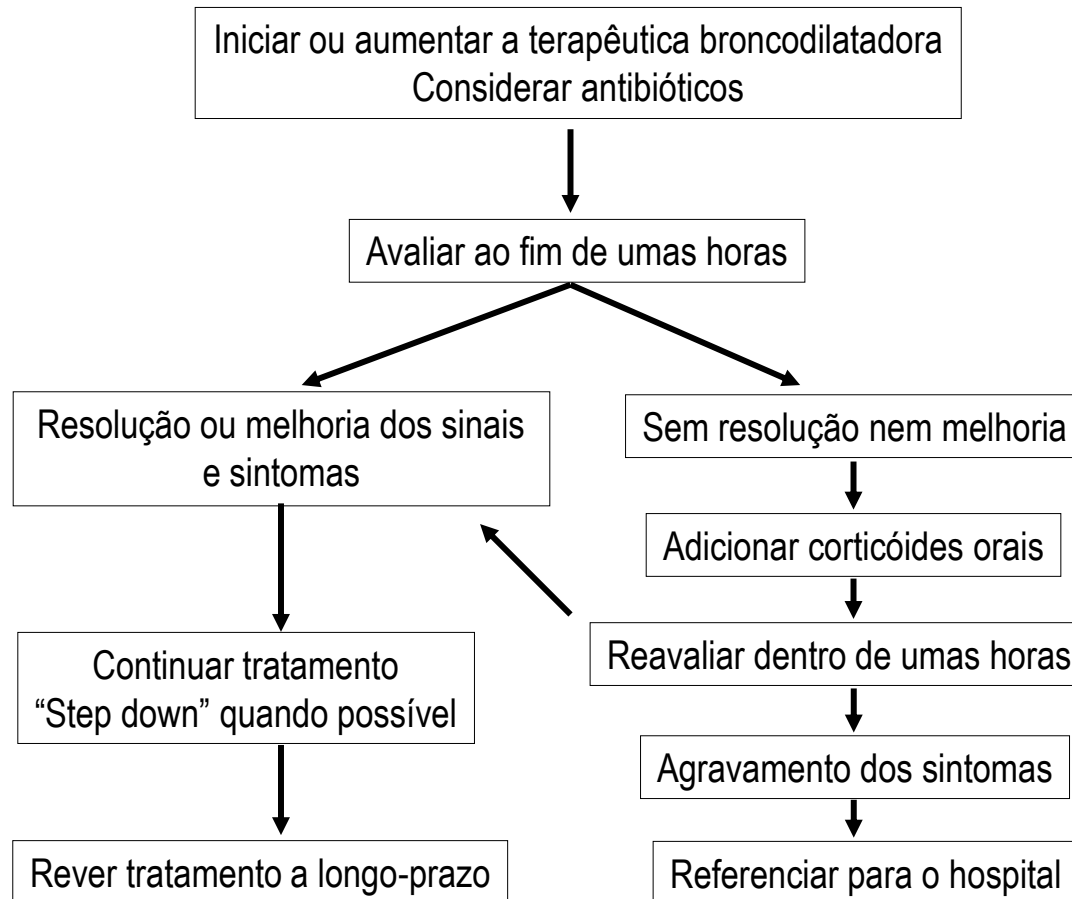 Iniciar ou aumentar a terapêutica broncodilatadora
Considerar antibióticos
Avaliar ao fim de umas horas
Resolução ou melhoria dos sinais
e sintomas
Sem resolução nem melhoria
Adicionar corticóides orais
Reavaliar dentro de umas horas
Continuar tratamento
“Step down” quando possível
Agravamento dos sintomas
Rever tratamento a longo-prazo
Referenciar para o hospital